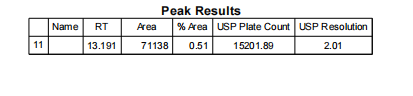 Peak Results
Name RT Area % Area USP Plate Count USP Resolution
11 13.191 71138 0.51 15201.89 2.01